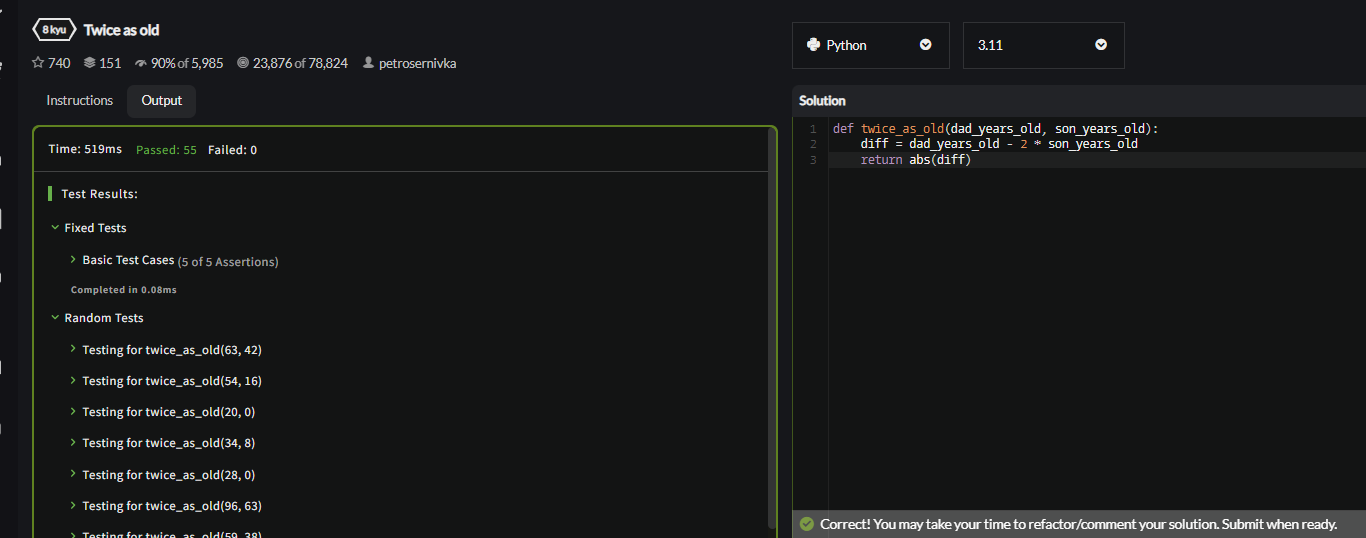 8 kyu Twice as old
740 151 90% of 5,985 23,876 of 78,824 petrosernivka
Instructions Output
Time: 519ms Passed: 55 Failed: 0
Test Results:
Fixed Tests
Basic Test Cases (5 of 5 Assertions)
Completed in 0.08ms
Random Tests
Testing for twice_as_old(63, 42)
Testing for twice_as_old(54, 16)
Testing for twice_as_old(20, 0)
Testing for twice_as_old(34, 8)
Testing for twice_as_old(28, 0)
Testing for twice_as_old(96, 63)
Testing for twice_as_old(59, 38)
Python 3.11
Solution
1 def twice_as_old(dad_years_old, son_years_old):
2 diff = dad_years_old - 2 * son_years_old
3 return abs(diff)
Correct! You may take your time to refactor/comment your solution. Submit when ready.